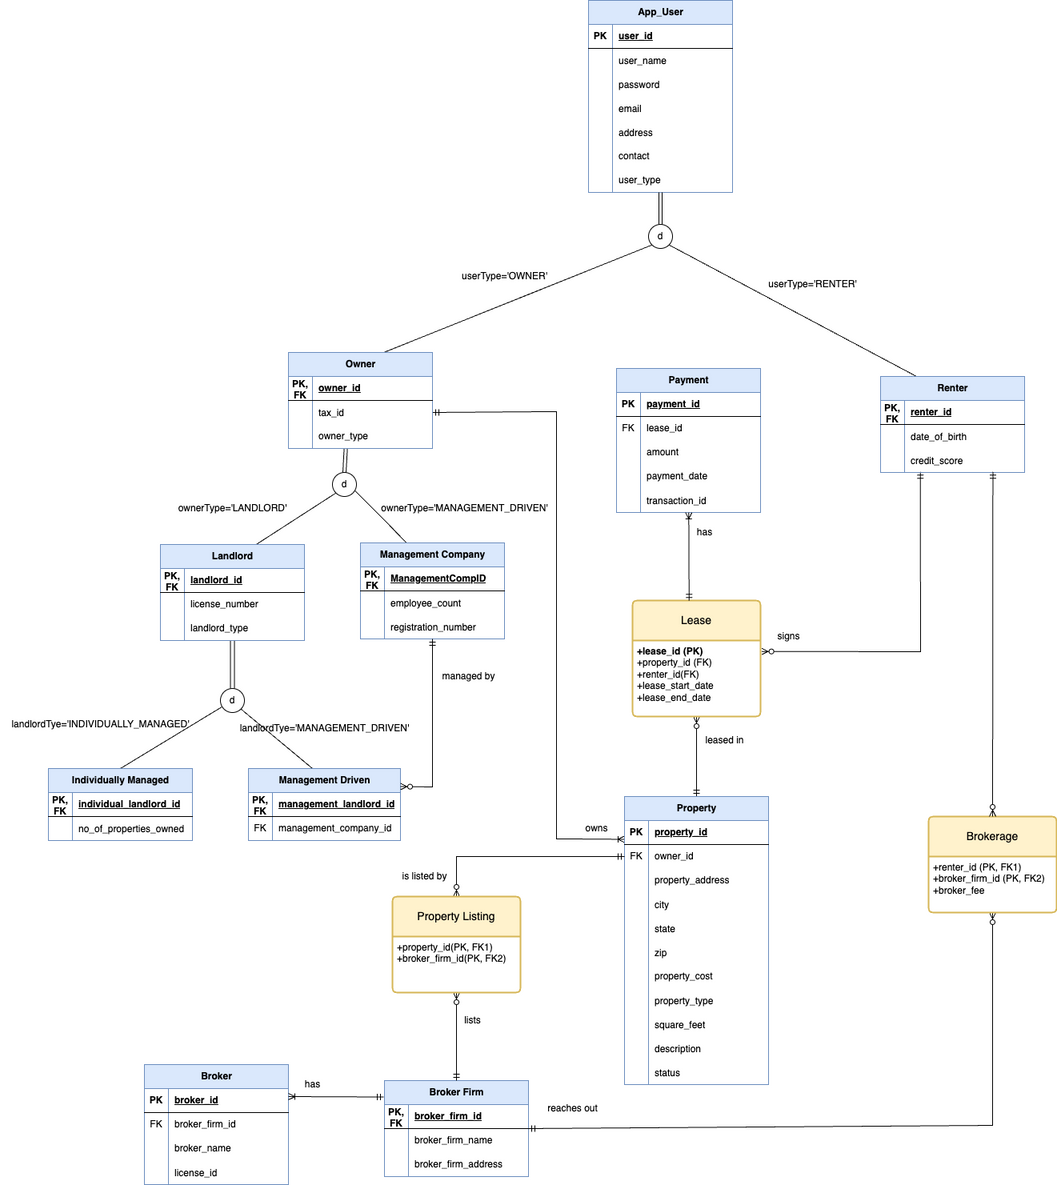 App_User
PK user_id
user_name
password
email
address
contact
user_type
d
userType='OWNER'
userType='RENTER'
Owner
PK, FK owner_id
tax_id
owner_type
Payment
PK payment_id
FK lease_id
amount
payment_date
transaction_id
Renter
PK, FK renter_id
date_of_birth
credit_score
d
ownerType='LANDLORD'
ownerType='MANAGEMENT_DRIVEN'
has
Landlord
PK, FK landlord_id
license_number
landlord_type
Management Company
PK, FK ManagementCompID
employee_count
registration_number
Lease
+lease_id (PK)
+property_id (FK)
+renter_id(FK)
+lease_start_date
+lease_end_date
signs
managed by
d
landlordTye='INDIVIDUALLY_MANAGED'
landlordTye='MANAGEMENT_DRIVEN'
leased in
Individually Managed
PK, FK individual_landlord_id
no_of_properties_owned
Management Driven
PK, FK management_landlord_id
FK management_company_id
owns
Property
PK property_id
FK owner_id
property_address
city
state
zip
property_cost
property_type
square_feet
description
status
Brokerage
+renter_id (PK, FK1)
+broker_firm_id (PK, FK2)
+broker_fee
is listed by
Property Listing
+property_id(PK, FK1)
+broker_firm_id(PK, FK2)
lists
Broker
PK broker_id
FK broker_firm_id
broker_name
license_id
has
Broker Firm
PK, FK broker_firm_id
broker_firm_name
broker_firm_address
reaches out